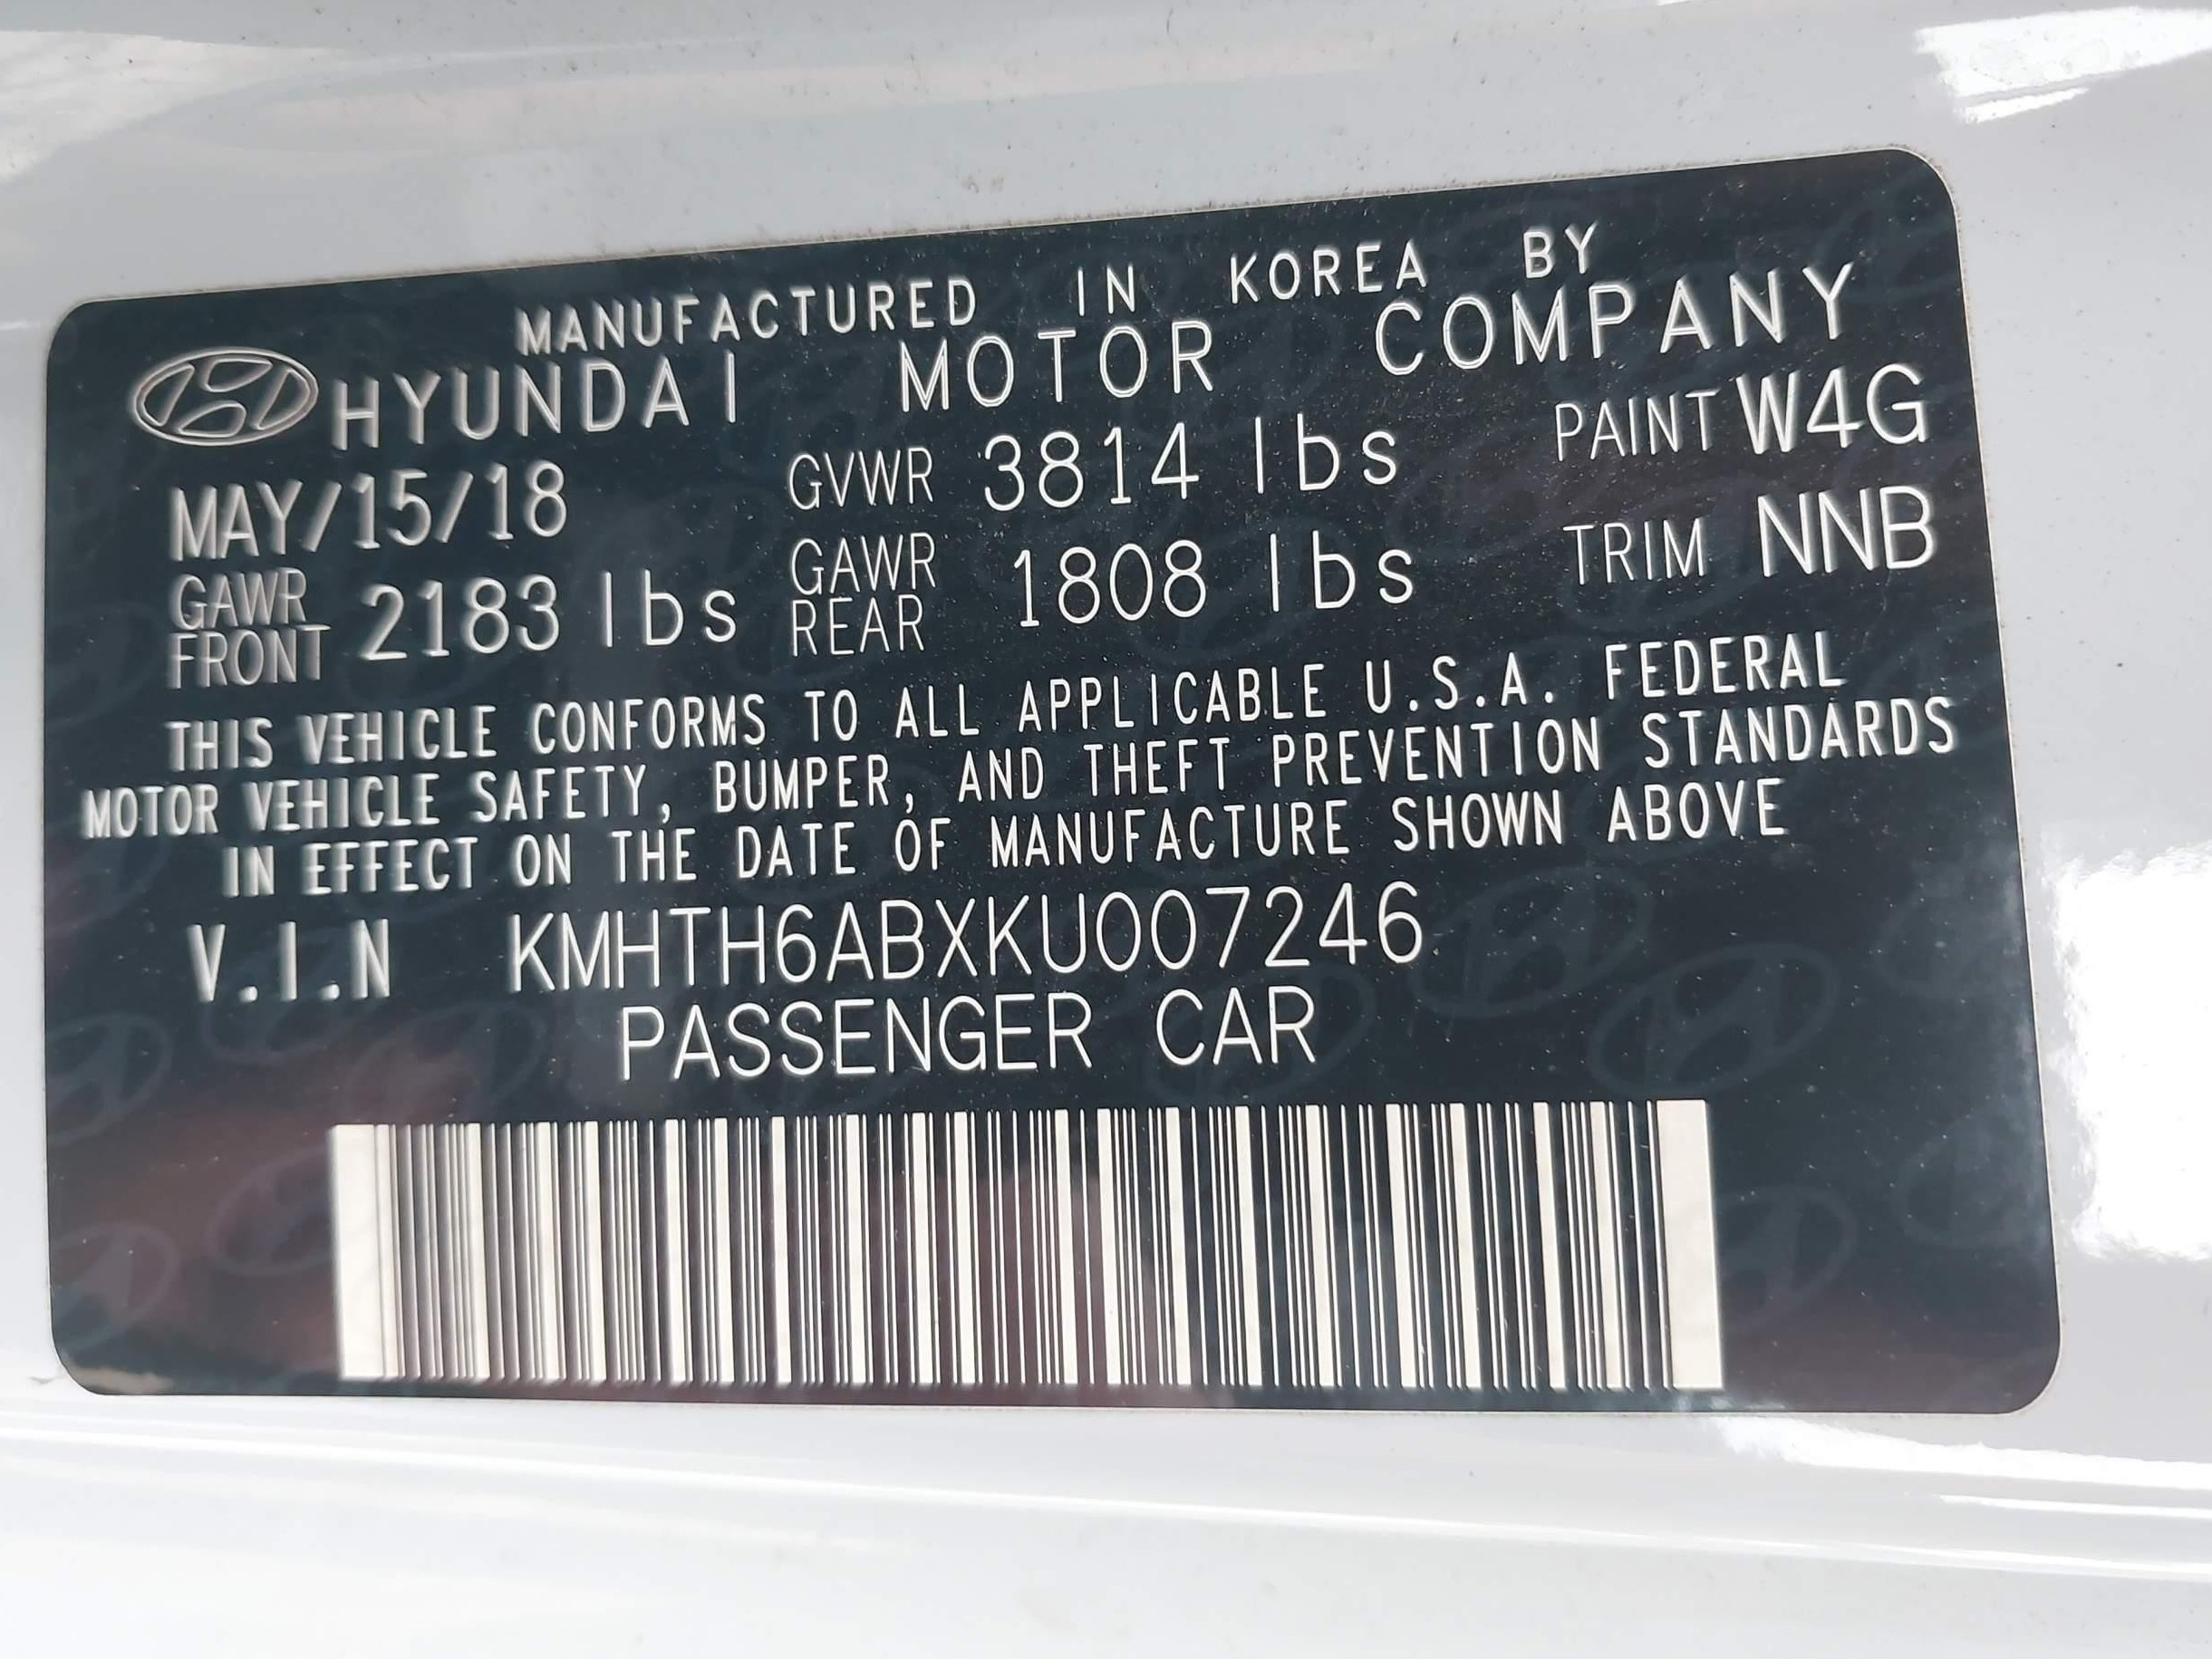 MANUFACTURED IN KOREA BY
HYUNDAI MOTOR COMPANY
MAY/15/18 GVWR 3814 lbs PAINT W4G
GAWR FRONT 2183 lbs GAWR REAR 1808 lbs TRIM NNB
THIS VEHICLE CONFORMS TO ALL APPLICABLE U.S.A. FEDERAL
MOTOR VEHICLE SAFETY, BUMPER, AND THEFT PREVENTION STANDARDS
IN EFFECT ON THE DATE OF MANUFACTURE SHOWN ABOVE
V.I.N KMHTH6ABXKU007246
PASSENGER CAR